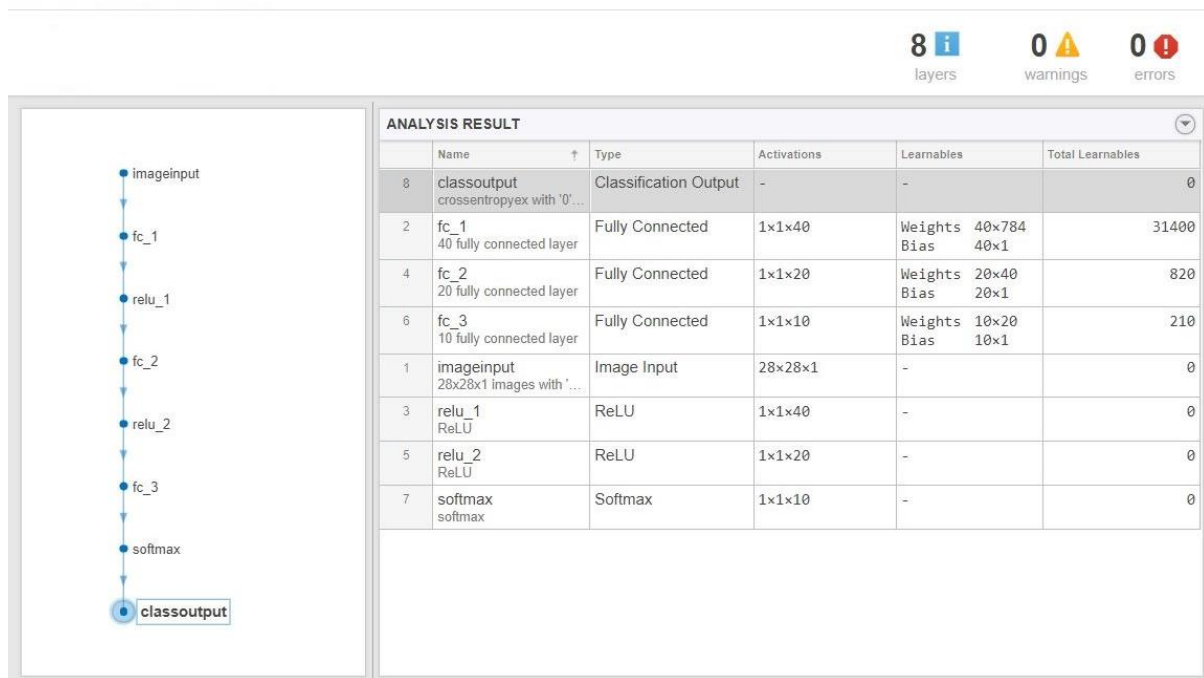 8 0 0
layers warnings errors
imageinput
fc_1
relu_1
fc_2
relu_2
fc_3
softmax
classoutput
ANALYSIS RESULT
Name Type Activations Learnables Total Learnables
8 classoutput Classification Output - - 0
crossentropyex with '0'...
2 fc_1 Fully Connected 1×1×40 Weights 40×784 31400
40 fully connected layer Bias 40×1
4 fc_2 Fully Connected 1×1×20 Weights 20×40 820
20 fully connected layer Bias 20×1
6 fc_3 Fully Connected 1×1×10 Weights 10×20 210
10 fully connected layer Bias 10×1
1 imageinput Image Input 28×28×1 - 0
28x28x1 images with '...
3 relu_1 ReLU 1×1×40 - 0
ReLU
5 relu_2 ReLU 1×1×20 - 0
ReLU
7 softmax Softmax 1×1×10 - 0
softmax